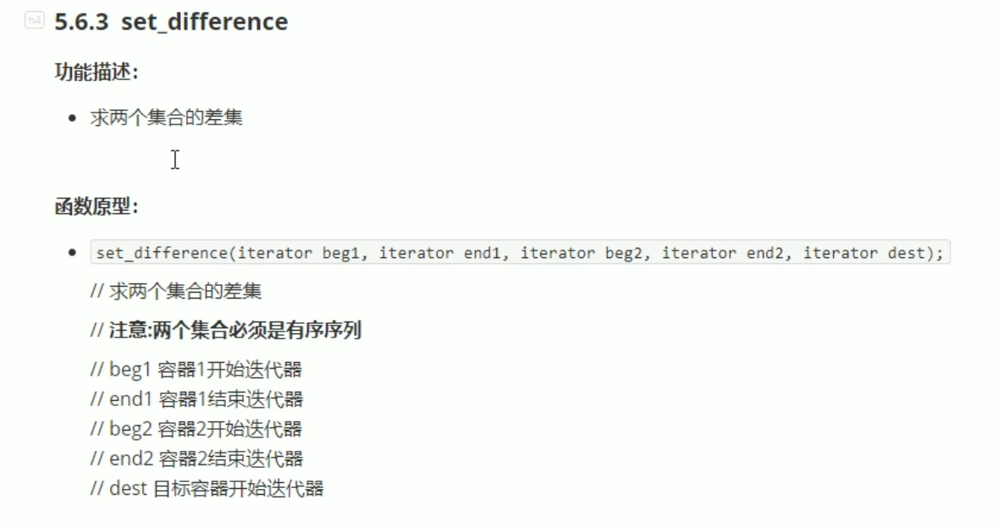 h4
5.6.3 set_difference
功能描述：
求两个集合的差集
函数原型：
set_difference(iterator beg1, iterator end1, iterator beg2, iterator end2, iterator dest);
// 求两个集合的差集
// 注意:两个集合必须是有序序列
// beg1 容器1开始迭代器
// end1 容器1结束迭代器
// beg2 容器2开始迭代器
// end2 容器2结束迭代器
// dest 目标容器开始迭代器